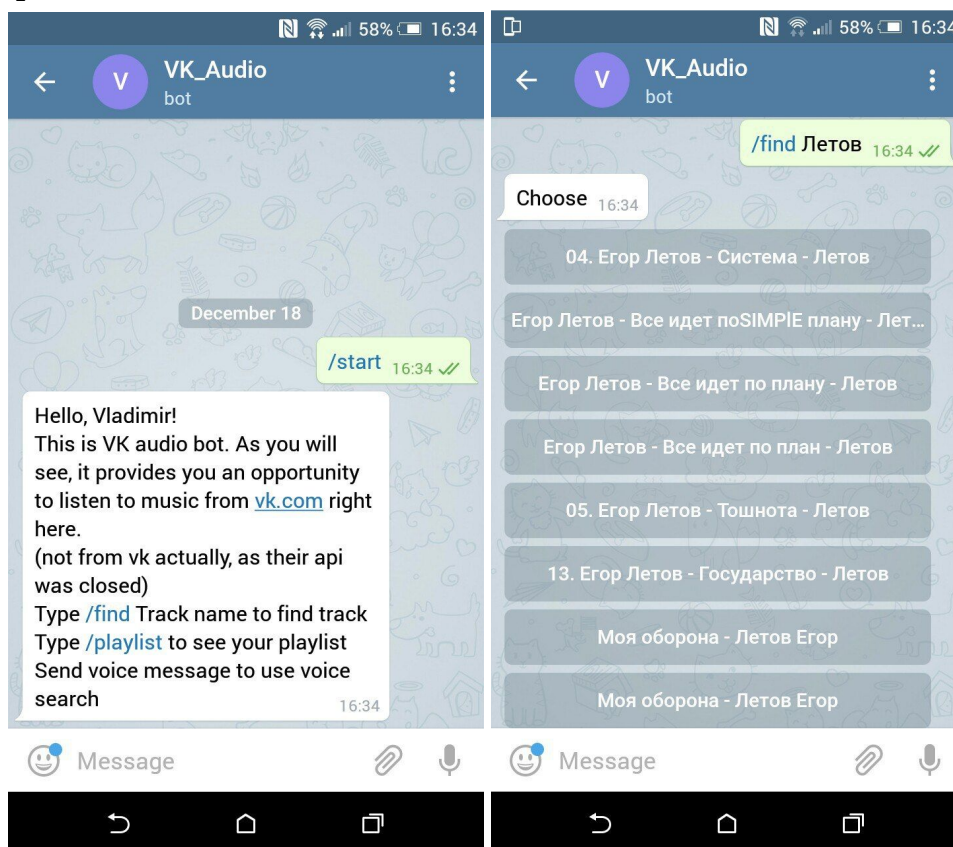 58% 16:34
V
VK_Audio
bot
December 18
/start 16:34
Hello, Vladimir!
This is VK audio bot. As you will
see, it provides you an opportunity
to listen to music from vk.com right
here.
(not from vk actually, as their api
was closed)
Type /find Track name to find track
Type /playlist to see your playlist
Send voice message to use voice
search 16:34
Message
58% 16:34
V
VK_Audio
bot
/find Летов 16:34
Choose 16:34
04. Егор Летов - Система - Летов
Егор Летов - Все идет поSIMPlE плану - Лет...
Егор Летов - Все идет по плану - Летов
Егор Летов - Все идет по план - Летов
05. Егор Летов - Тошнота - Летов
13. Егор Летов - Государство - Летов
Моя оборона - Летов Егор
Моя оборона - Летов Егор
Message